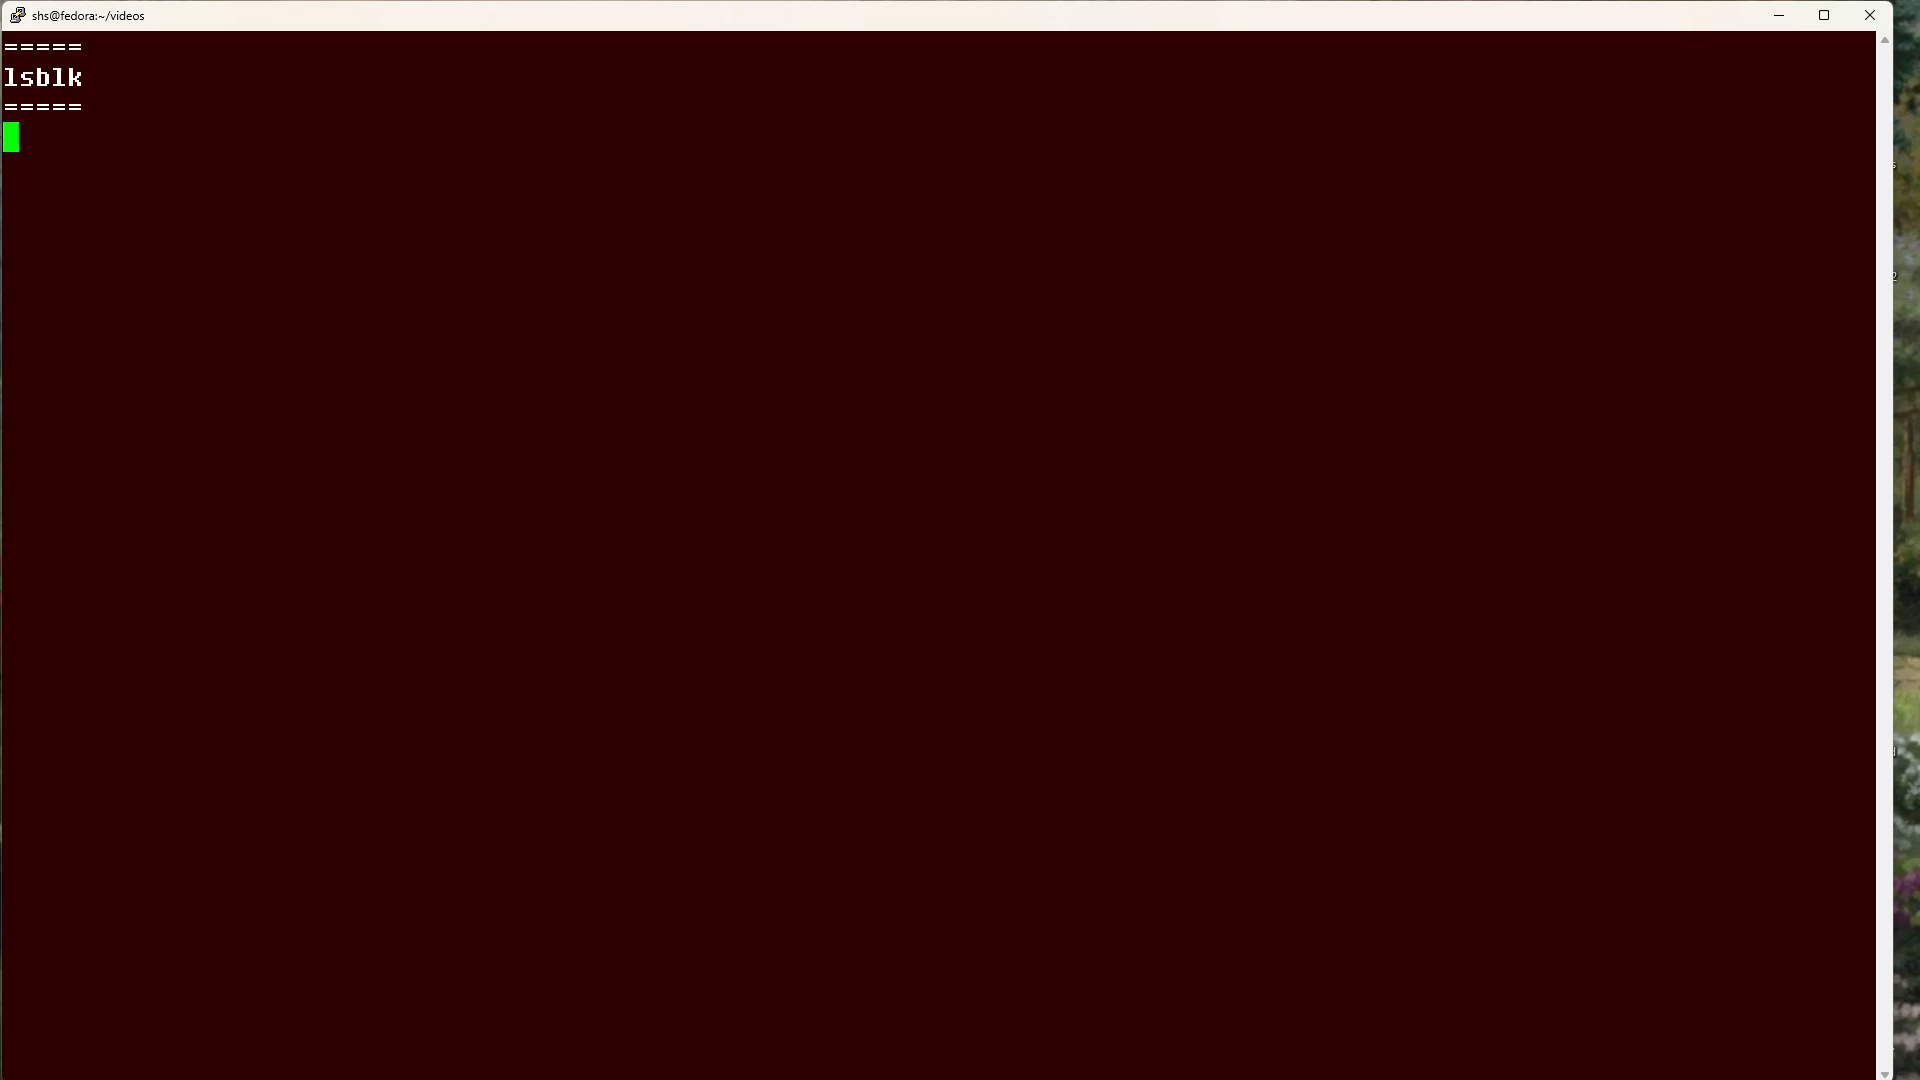 shs@fedora:~/videos
=====
lsblk
=====